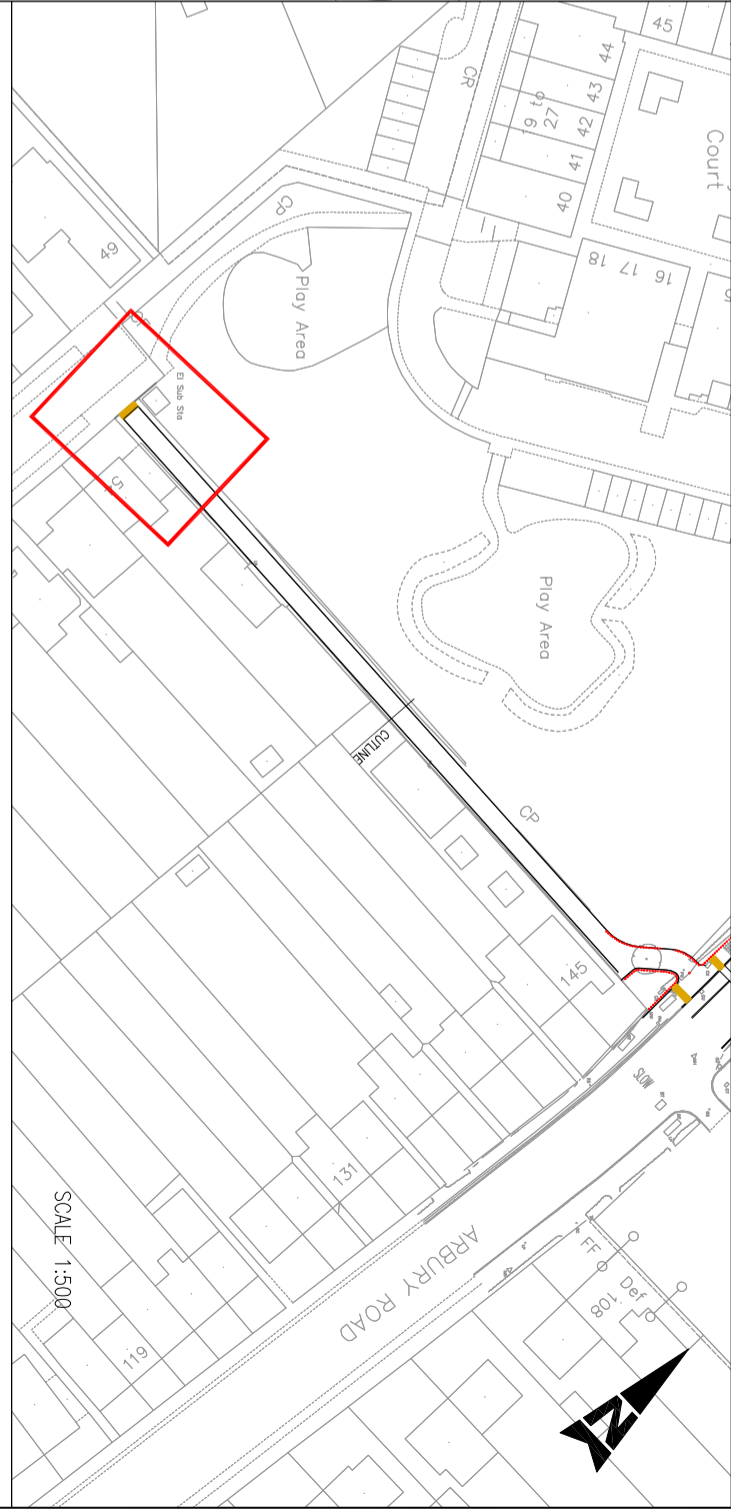 45
44
43
42
41
40
19 to
27
Court
CR
CP
49
Play Area
18
17
16
El Sub Sta
5
Play Area
CUTLINE
CP
145
SLOW
131
ARBURY ROAD
FF
Def
108
119
SCALE 1:500
N